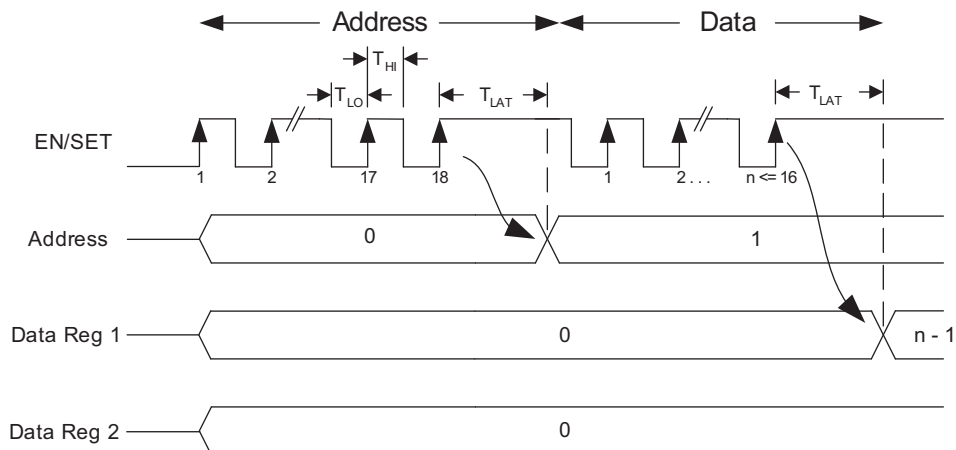 Address Data
T_HI
T_LO T_LAT T_LAT
EN/SET
1 2 17 18 1 2 . . . n <= 16
Address 0 1
Data Reg 1 0 n - 1
Data Reg 2 0